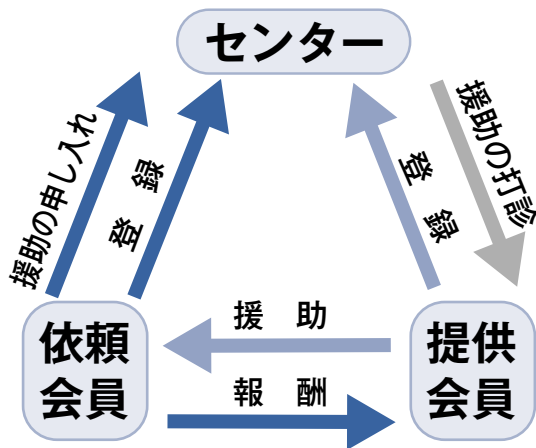 センター
援助の申し入れ
登録
登録
援助の打診
援助
依頼
会員
提供
会員
報酬